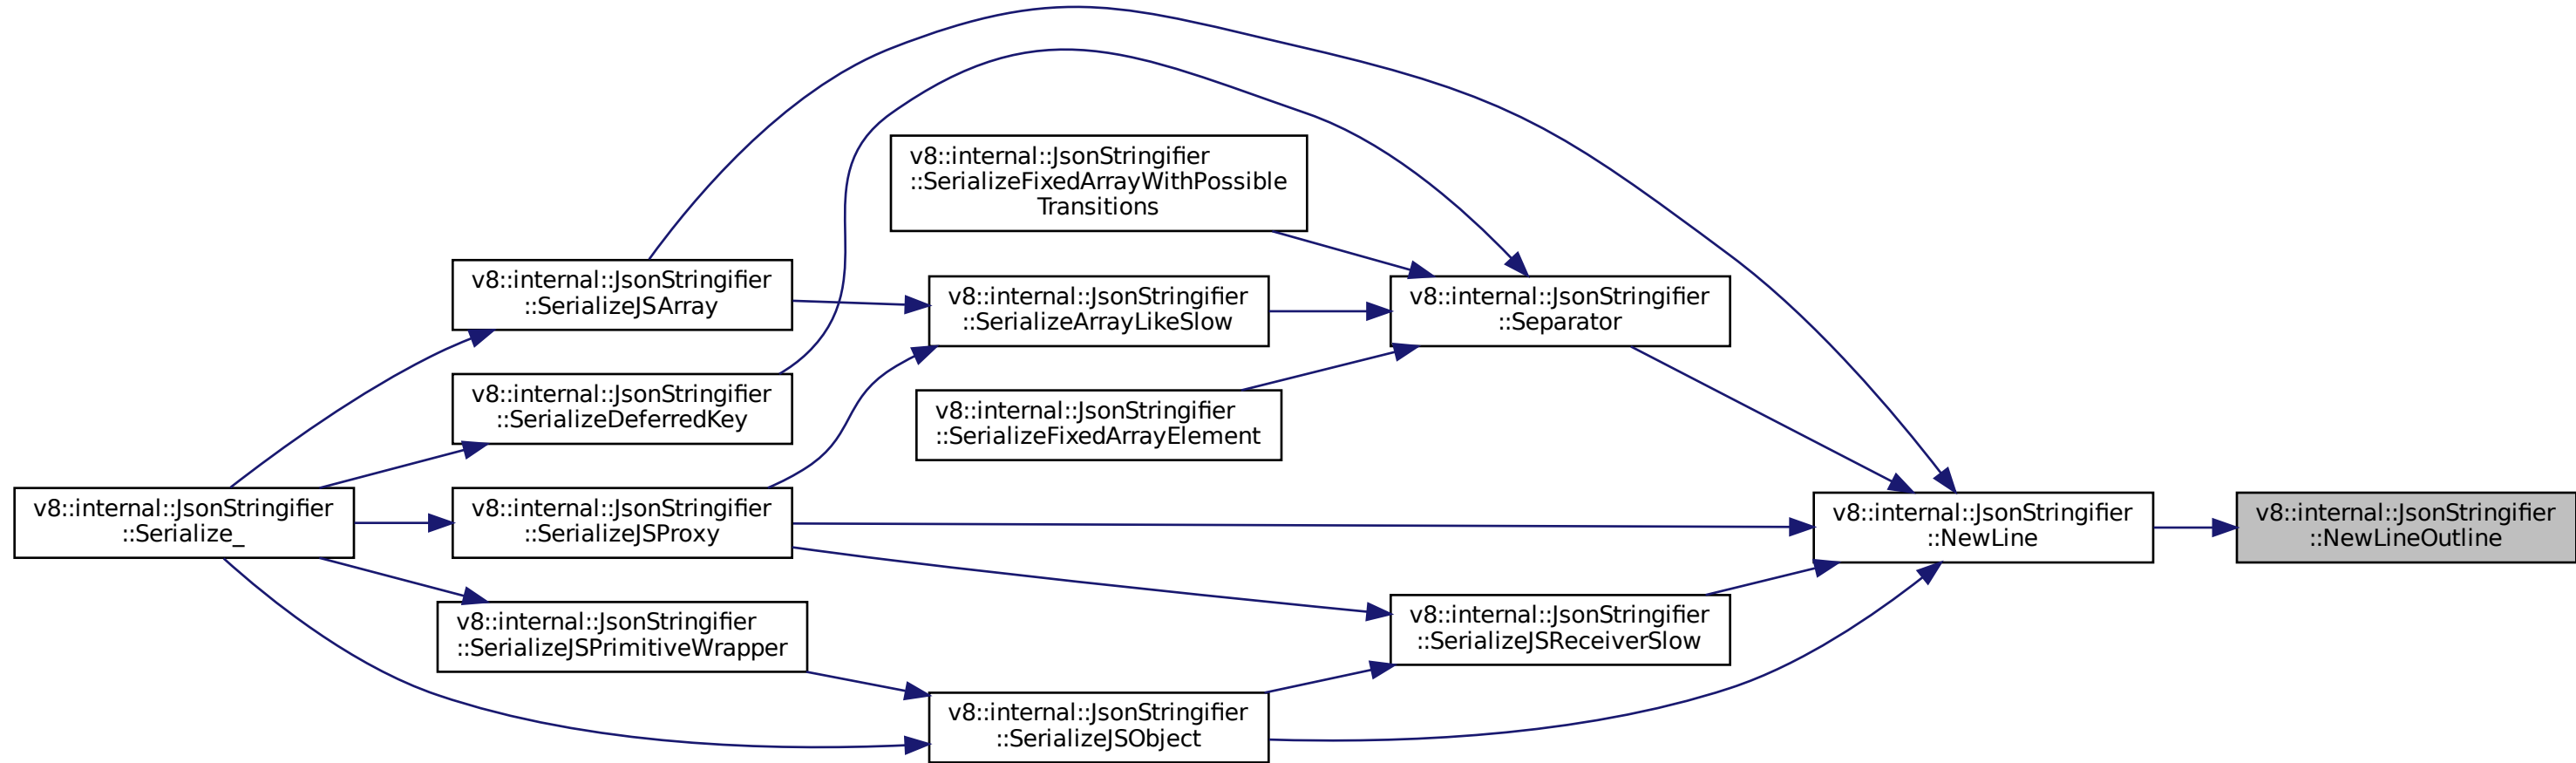 v8::internal::JsonStringifier
::SerializeFixedArrayWithPossible
Transitions
v8::internal::JsonStringifier
::SerializeJSArray
v8::internal::JsonStringifier
::SerializeArrayLikeSlow
v8::internal::JsonStringifier
::Separator
v8::internal::JsonStringifier
::SerializeDeferredKey
v8::internal::JsonStringifier
::SerializeFixedArrayElement
v8::internal::JsonStringifier
::Serialize_
v8::internal::JsonStringifier
::SerializeJSProxy
v8::internal::JsonStringifier
::NewLine
v8::internal::JsonStringifier
::NewLineOutline
v8::internal::JsonStringifier
::SerializeJSPrimitiveWrapper
v8::internal::JsonStringifier
::SerializeJSReceiverSlow
v8::internal::JsonStringifier
::SerializeJSObject